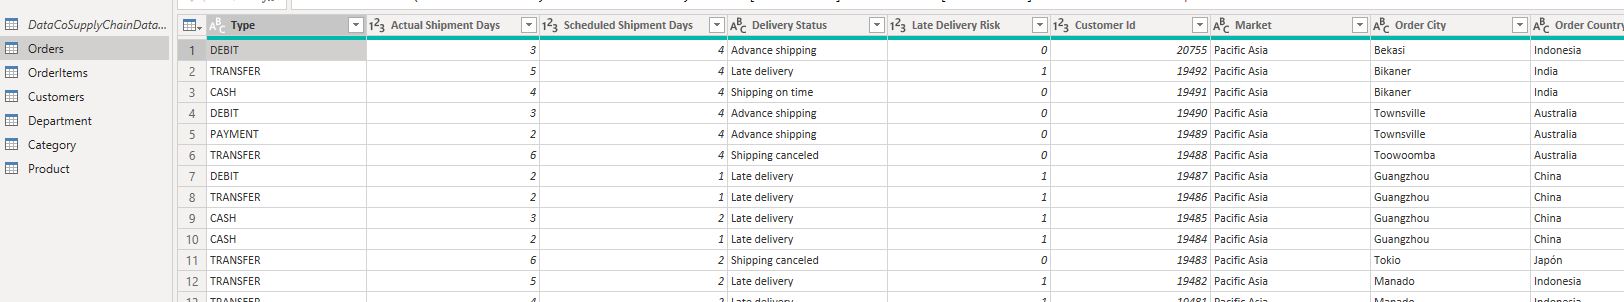 DataCoSupplyChainData...
Orders
OrderItems
Customers
Department
Category
Product
ABC Type 123 Actual Shipment Days 123 Scheduled Shipment Days ABC Delivery Status 123 Late Delivery Risk 123 Customer Id ABC Market ABC Order City ABC Order Country
1 DEBIT 3 4 Advance shipping 0 20755 Pacific Asia Bekasi Indonesia
2 TRANSFER 5 4 Late delivery 1 19492 Pacific Asia Bikaner India
3 CASH 4 4 Shipping on time 0 19491 Pacific Asia Bikaner India
4 DEBIT 3 4 Advance shipping 0 19490 Pacific Asia Townsville Australia
5 PAYMENT 2 4 Advance shipping 0 19489 Pacific Asia Townsville Australia
6 TRANSFER 6 4 Shipping canceled 0 19488 Pacific Asia Toowoomba Australia
7 DEBIT 2 1 Late delivery 1 19487 Pacific Asia Guangzhou China
8 TRANSFER 2 1 Late delivery 1 19486 Pacific Asia Guangzhou China
9 CASH 3 2 Late delivery 1 19485 Pacific Asia Guangzhou China
10 CASH 2 1 Late delivery 1 19484 Pacific Asia Guangzhou China
11 TRANSFER 6 2 Shipping canceled 0 19483 Pacific Asia Tokio Japón
12 TRANSFER 5 2 Late delivery 1 19482 Pacific Asia Manado Indonesia
13 TRANSFER 4 2 Late delivery 1 19481 Pacific Asia Manado Indonesia